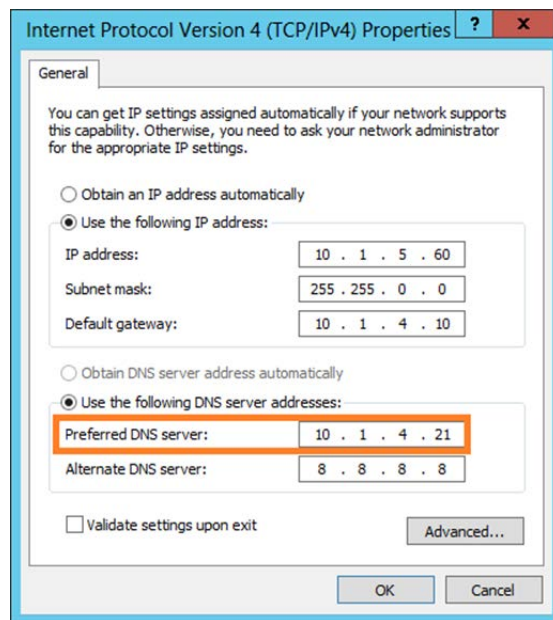 Internet Protocol Version 4 (TCP/IPv4) Properties ? x
General
You can get IP settings assigned automatically if your network supports
this capability. Otherwise, you need to ask your network administrator
for the appropriate IP settings.
Obtain an IP address automatically
Use the following IP address:
IP address: 10 . 1 . 5 . 60
Subnet mask: 255 . 255 . 0 . 0
Default gateway: 10 . 1 . 4 . 10
Obtain DNS server address automatically
Use the following DNS server addresses:
Preferred DNS server: 10 . 1 . 4 . 21
Alternate DNS server: 8 . 8 . 8 . 8
Validate settings upon exit
Advanced...
OK Cancel